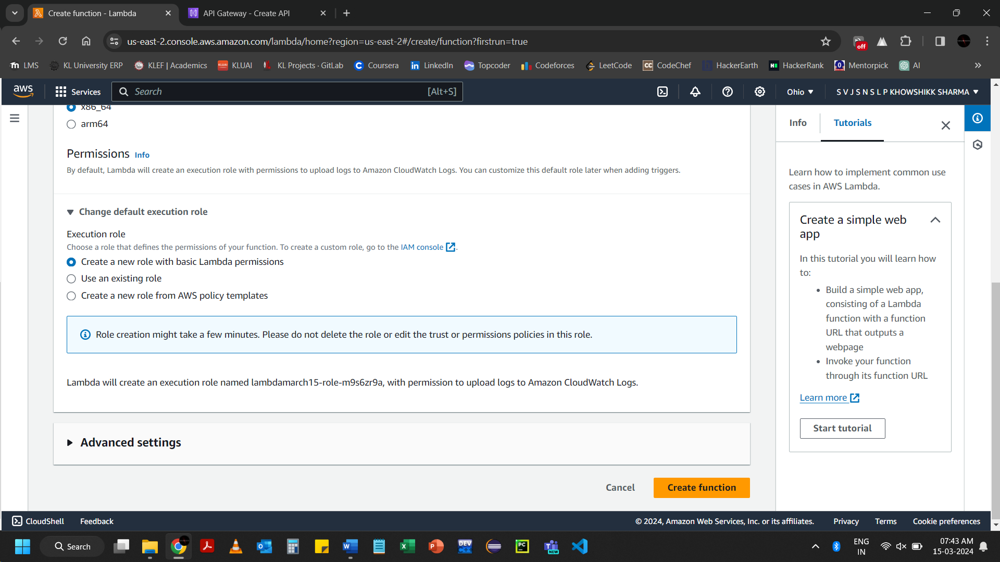 Create function - Lambda
API Gateway - Create API
us-east-2.console.aws.amazon.com/lambda/home?region=us-east-2#/create/function?firstrun=true
off
LMS
KL University ERP
KLEF | Academics
KLUAI
KL Projects · GitLab
Coursera
LinkedIn
Topcoder
Codeforces
LeetCode
CodeChef
HackerEarth
HackerRank
Mentorpick
AI
aws
Services
Search
[Alt+S]
Ohio
S V J S N S L P KHOWSHIKK SHARMA
x86_64
arm64
Permissions Info
By default, Lambda will create an execution role with permissions to upload logs to Amazon CloudWatch Logs. You can customize this default role later when adding triggers.
Change default execution role
Execution role
Choose a role that defines the permissions of your function. To create a custom role, go to the IAM console.
Create a new role with basic Lambda permissions
Use an existing role
Create a new role from AWS policy templates
Role creation might take a few minutes. Please do not delete the role or edit the trust or permissions policies in this role.
Lambda will create an execution role named lambdamarch15-role-m9s6zr9a, with permission to upload logs to Amazon CloudWatch Logs.
Advanced settings
Cancel
Create function
Info
Tutorials
Learn how to implement common use
cases in AWS Lambda.
Create a simple web
app
In this tutorial you will learn how
to:
Build a simple web app,
consisting of a Lambda
function with a function
URL that outputs a
webpage
Invoke your function
through its function URL
Learn more
Start tutorial
CloudShell
Feedback
© 2024, Amazon Web Services, Inc. or its affiliates.
Privacy
Terms
Cookie preferences
Search
DEV
PC
NEW
ENG
IN
07:43 AM
15-03-2024